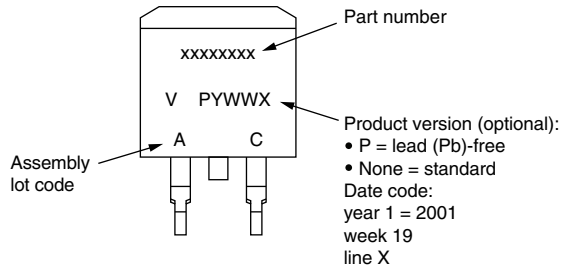 Part number
xxxxxxxx
V PYWWX
A C
Assembly
lot code
Product version (optional):
• P = lead (Pb)-free
• None = standard
Date code:
year 1 = 2001
week 19
line X